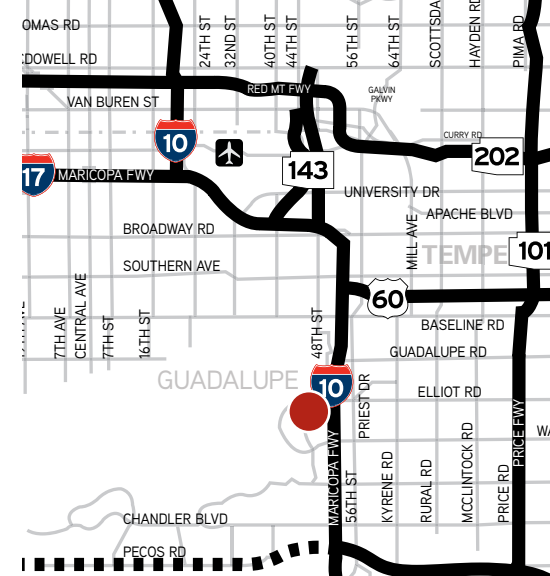 OMAS RD
24TH ST
32ND ST
40TH ST
44TH ST
56TH ST
64TH ST
SCOTTSDA
HAYDEN RD
PIMA RD
CDOWELL RD
RED MT FWY
GALVIN
PKWY
VAN BUREN ST
CURRY RD
10
202
143
17
MARICOPA FWY
UNIVERSITY DR
MILL AVE
APACHE BLVD
BROADWAY RD
TEMPE
101
SOUTHERN AVE
60
7TH AVE
CENTRAL AVE
7TH ST
16TH ST
48TH ST
BASELINE RD
GUADALUPE RD
GUADALUPE
10
PRIEST DR
ELLIOT RD
PRICE FWY
WA
MARICOPA FWY
56TH ST
KYRENE RD
RURAL RD
MCCLINTOCK RD
PRICE RD
CHANDLER BLVD
PECOS RD